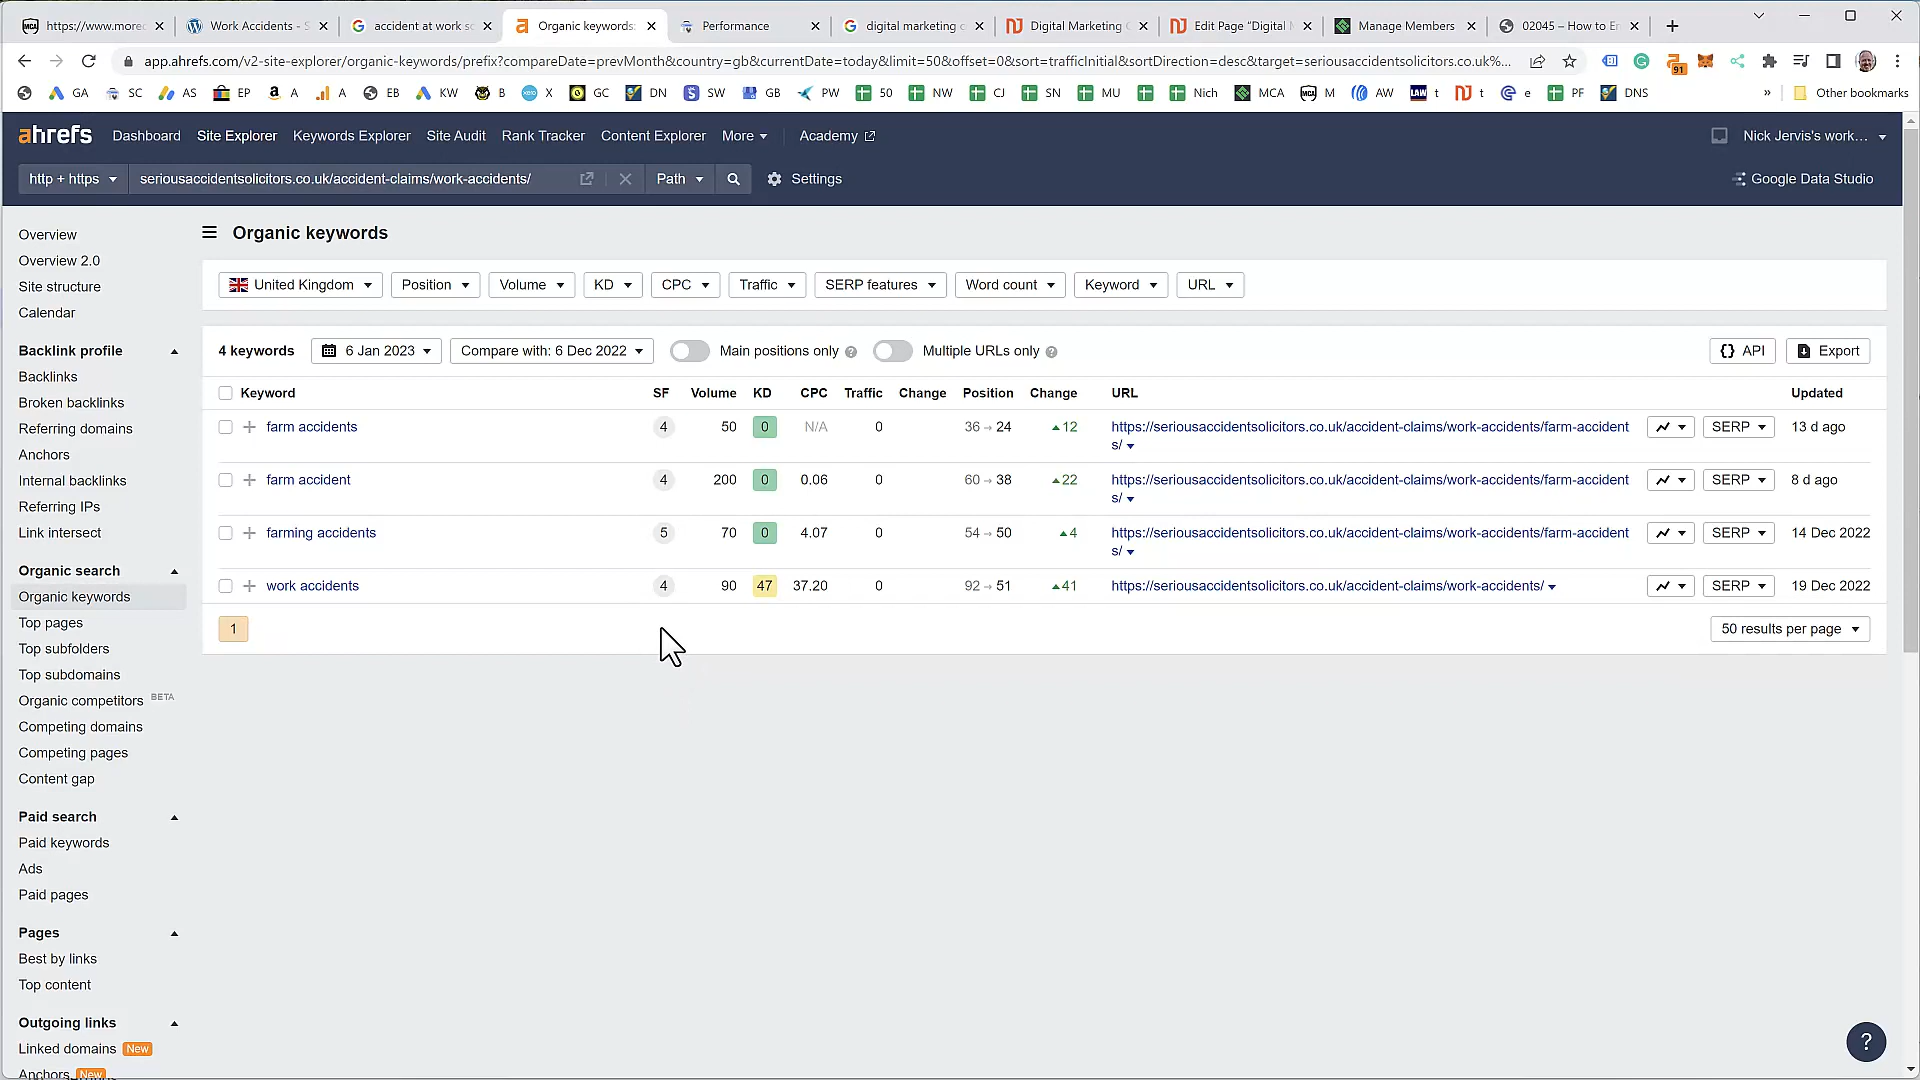 https://www.morec
Work Accidents - S
accident at work so
Organic keywords:
Performance
digital marketing c
Digital Marketing C
Edit Page “Digital M
Manage Members
02045 – How to En
app.ahrefs.com/v2-site-explorer/organic-keywords/prefix?compareDate=prevMonth&country=gb&currentDate=today&limit=50&offset=0&sort=trafficInitial&sortDirection=desc&target=seriousaccidentsolicitors.co.uk%...
91
GA SC AS EP A A EB KW B X GC DN SW GB PW 50 NW CJ SN MU Nich MCA M AW t t e PF DNS » Other bookmarks
ahrefs Dashboard Site Explorer Keywords Explorer Site Audit Rank Tracker Content Explorer More Academy Nick Jervis's work...
http + https seriousaccidentsolicitors.co.uk/accident-claims/work-accidents/ Path Settings Google Data Studio
Overview
Overview 2.0
Site structure
Calendar
Backlink profile
Backlinks
Broken backlinks
Referring domains
Anchors
Internal backlinks
Referring IPs
Link intersect
Organic search
Organic keywords
Top pages
Top subfolders
Top subdomains
Organic competitors BETA
Competing domains
Competing pages
Content gap
Paid search
Paid keywords
Ads
Paid pages
Pages
Best by links
Top content
Outgoing links
Linked domains New
Anchors New
Organic keywords
United Kingdom Position Volume KD CPC Traffic SERP features Word count Keyword URL
4 keywords 6 Jan 2023 Compare with: 6 Dec 2022 Main positions only ? Multiple URLs only ? {} API Export
Keyword SF Volume KD CPC Traffic Change Position Change URL Updated
farm accidents 4 50 0 N/A 0 36 → 24 12 https://seriousaccidentsolicitors.co.uk/accident-claims/work-accidents/farm-accident SERP 13 d ago
s/
farm accident 4 200 0 0.06 0 60 → 38 22 https://seriousaccidentsolicitors.co.uk/accident-claims/work-accidents/farm-accident SERP 8 d ago
s/
farming accidents 5 70 0 4.07 0 54 → 50 4 https://seriousaccidentsolicitors.co.uk/accident-claims/work-accidents/farm-accident SERP 14 Dec 2022
s/
work accidents 4 90 47 37.20 0 92 → 51 41 https://seriousaccidentsolicitors.co.uk/accident-claims/work-accidents/ SERP 19 Dec 2022
1 50 results per page
?